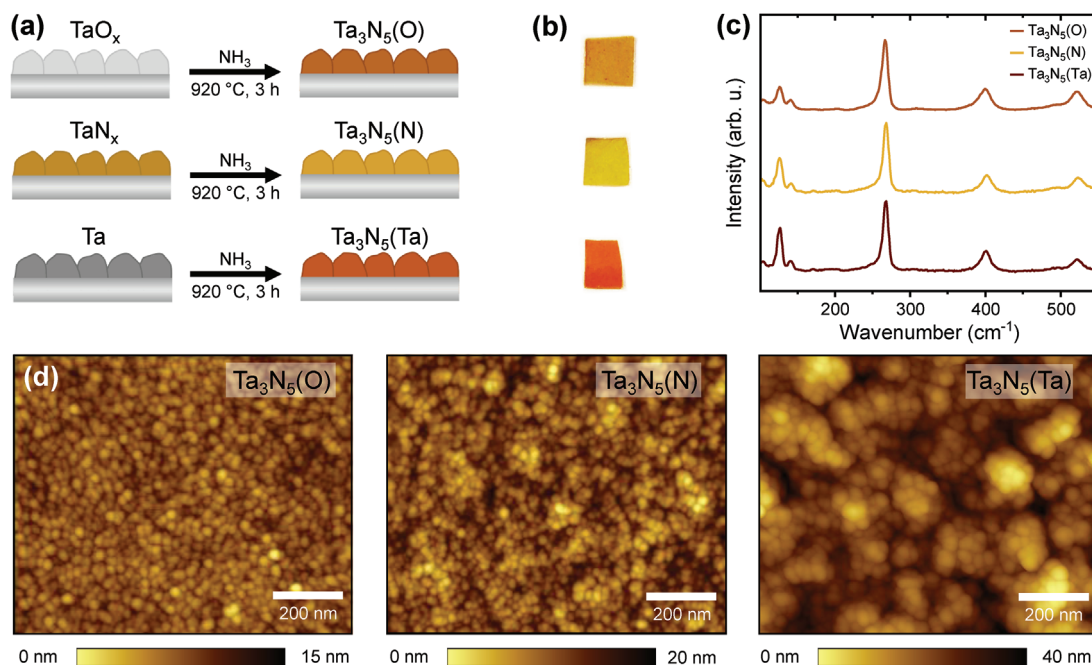 (a)
TaOₓ
NH₃
920 °C, 3 h
Ta₃N₅(O)
TaNₓ
NH₃
920 °C, 3 h
Ta₃N₅(N)
Ta
NH₃
920 °C, 3 h
Ta₃N₅(Ta)
(b)
(c)
Intensity (arb. u.)
Ta₃N₅(O)
Ta₃N₅(N)
Ta₃N₅(Ta)
200 300 400 500
Wavenumber (cm⁻¹)
(d)
Ta₃N₅(O)
200 nm
0 nm 15 nm
Ta₃N₅(N)
200 nm
0 nm 20 nm
Ta₃N₅(Ta)
200 nm
0 nm 40 nm